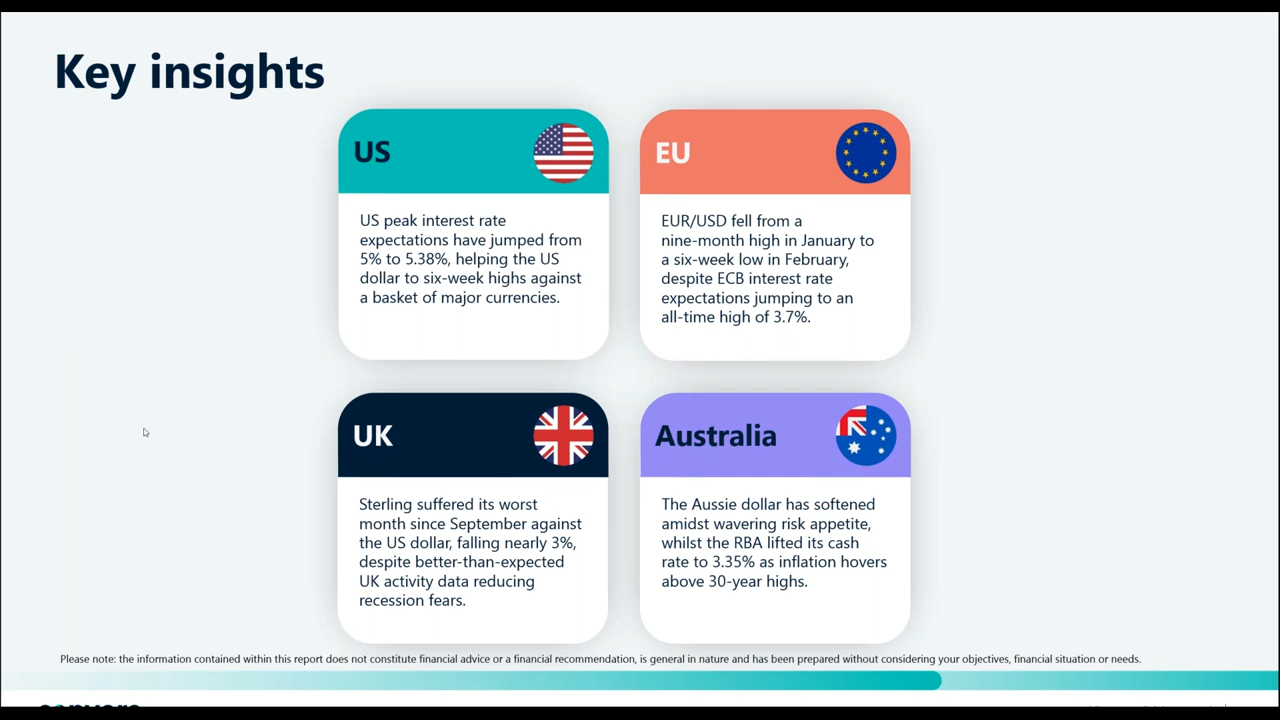 Key insights
US
US peak interest rate
expectations have jumped from
5% to 5.38%, helping the US
dollar to six-week highs against
a basket of major currencies.
EU
EUR/USD fell from a
nine-month high in January to
a six-week low in February,
despite ECB interest rate
expectations jumping to an
all-time high of 3.7%.
UK
Sterling suffered its worst
month since September against
the US dollar, falling nearly 3%,
despite better-than-expected
UK activity data reducing
recession fears.
Australia
The Aussie dollar has softened
amidst wavering risk appetite,
whilst the RBA lifted its cash
rate to 3.35% as inflation hovers
above 30-year highs.
Please note: the information contained within this report does not constitute financial advice or a financial recommendation, is general in nature and has been prepared without considering your objectives, financial situation or needs.